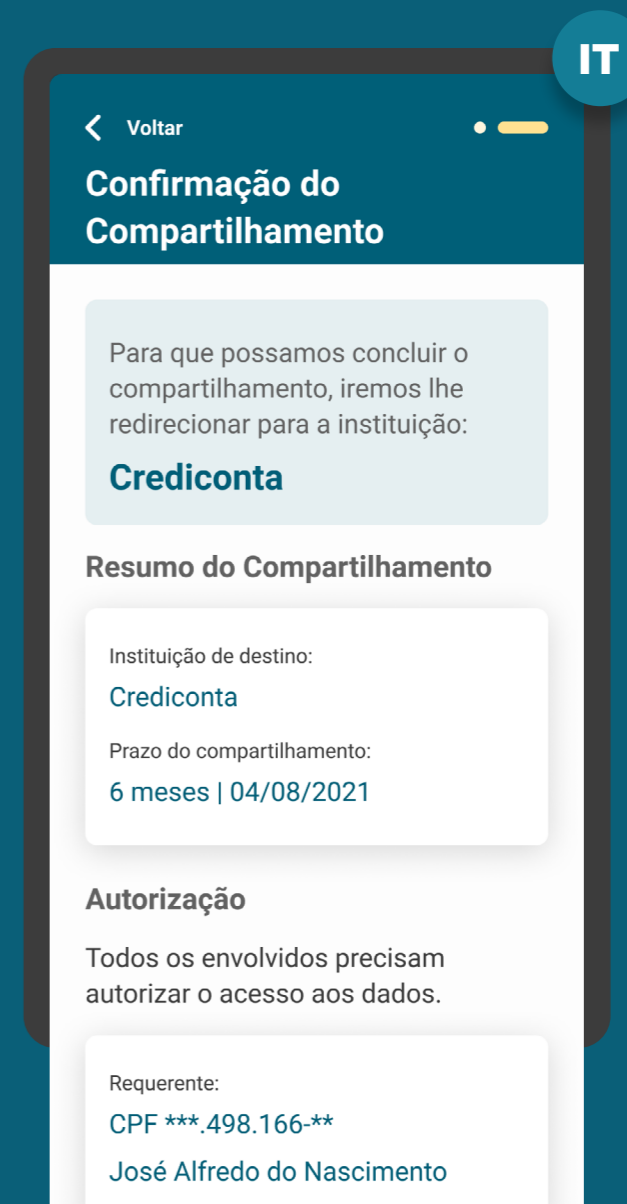 IT
Voltar
Confirmação do
Compartilhamento
Para que possamos concluir o
compartilhamento, iremos lhe
redirecionar para a instituição:
Crediconta
Resumo do Compartilhamento
Instituição de destino:
Crediconta
Prazo do compartilhamento:
6 meses | 04/08/2021
Autorização
Todos os envolvidos precisam
autorizar o acesso aos dados.
Requerente:
CPF ***.498.166-**
José Alfredo do Nascimento